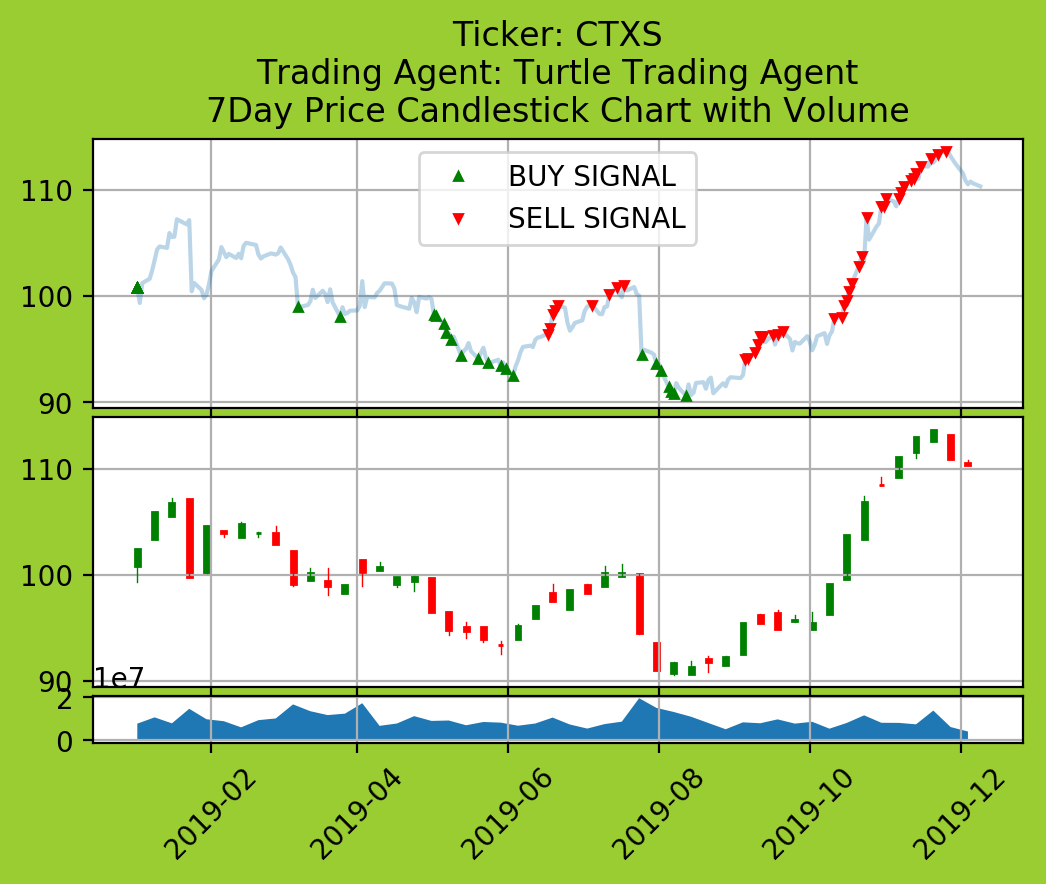 Ticker: CTXS
Trading Agent: Turtle Trading Agent
7Day Price Candlestick Chart with Volume
BUY SIGNAL
SELL SIGNAL
110
100
90
110
100
90
1e7
2
0
2019-02
2019-04
2019-06
2019-08
2019-10
2019-12